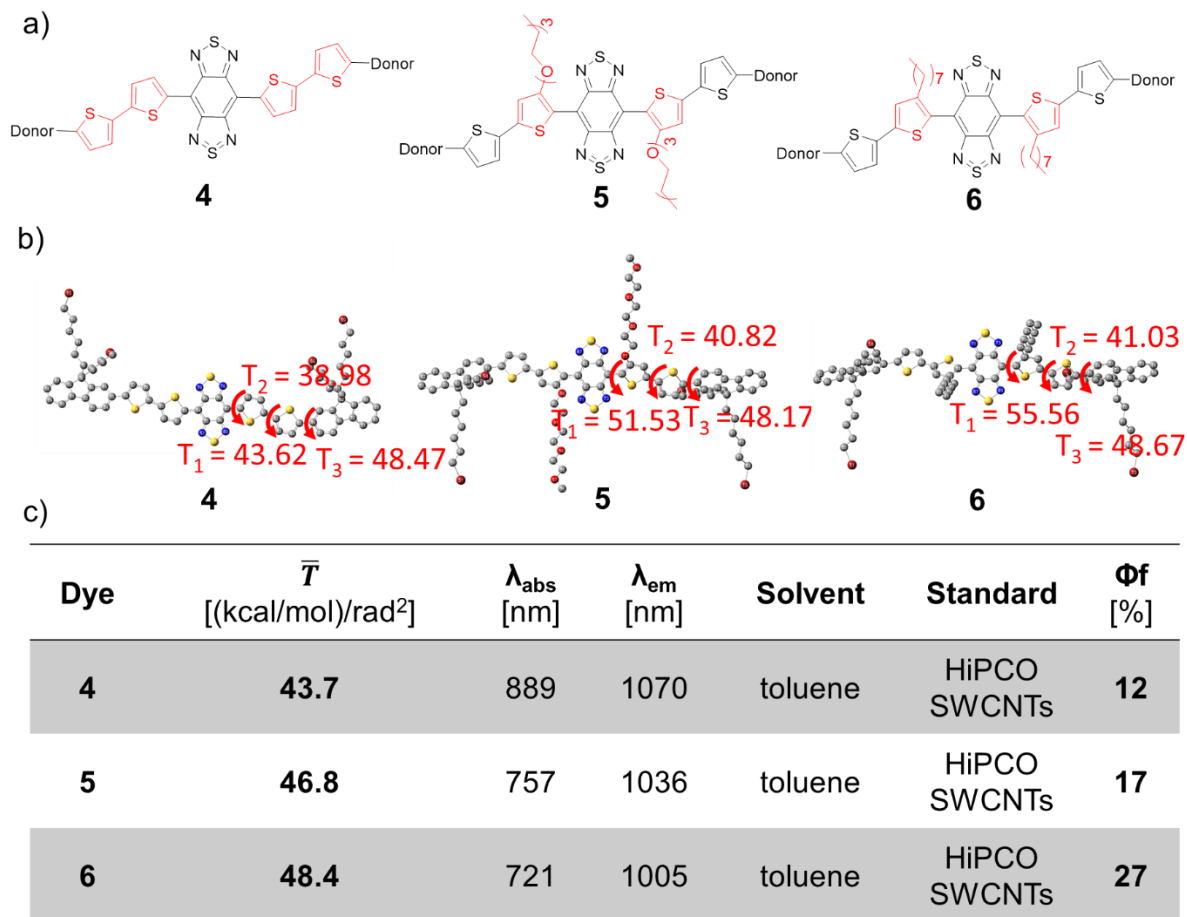 a)
S
N N
S S Donor
S S
Donor N N
S
4
3
O
S
N N
S S Donor
S S
Donor N N
S
O 3
5
7
S
N N
S S Donor
S S
Donor N N
S
7
6
b)
T2 = 38.98
T1 = 43.62 T3 = 48.47
4
T2 = 40.82
T1 = 51.53 T3 = 48.17
5
T2 = 41.03
T1 = 55.56
T3 = 48.67
6
c)
Dye T̅ [(kcal/mol)/rad²] λabs [nm] λem [nm] Solvent Standard Φf [%]
4 43.7 889 1070 toluene HiPCO SWCNTs 12
5 46.8 757 1036 toluene HiPCO SWCNTs 17
6 48.4 721 1005 toluene HiPCO SWCNTs 27